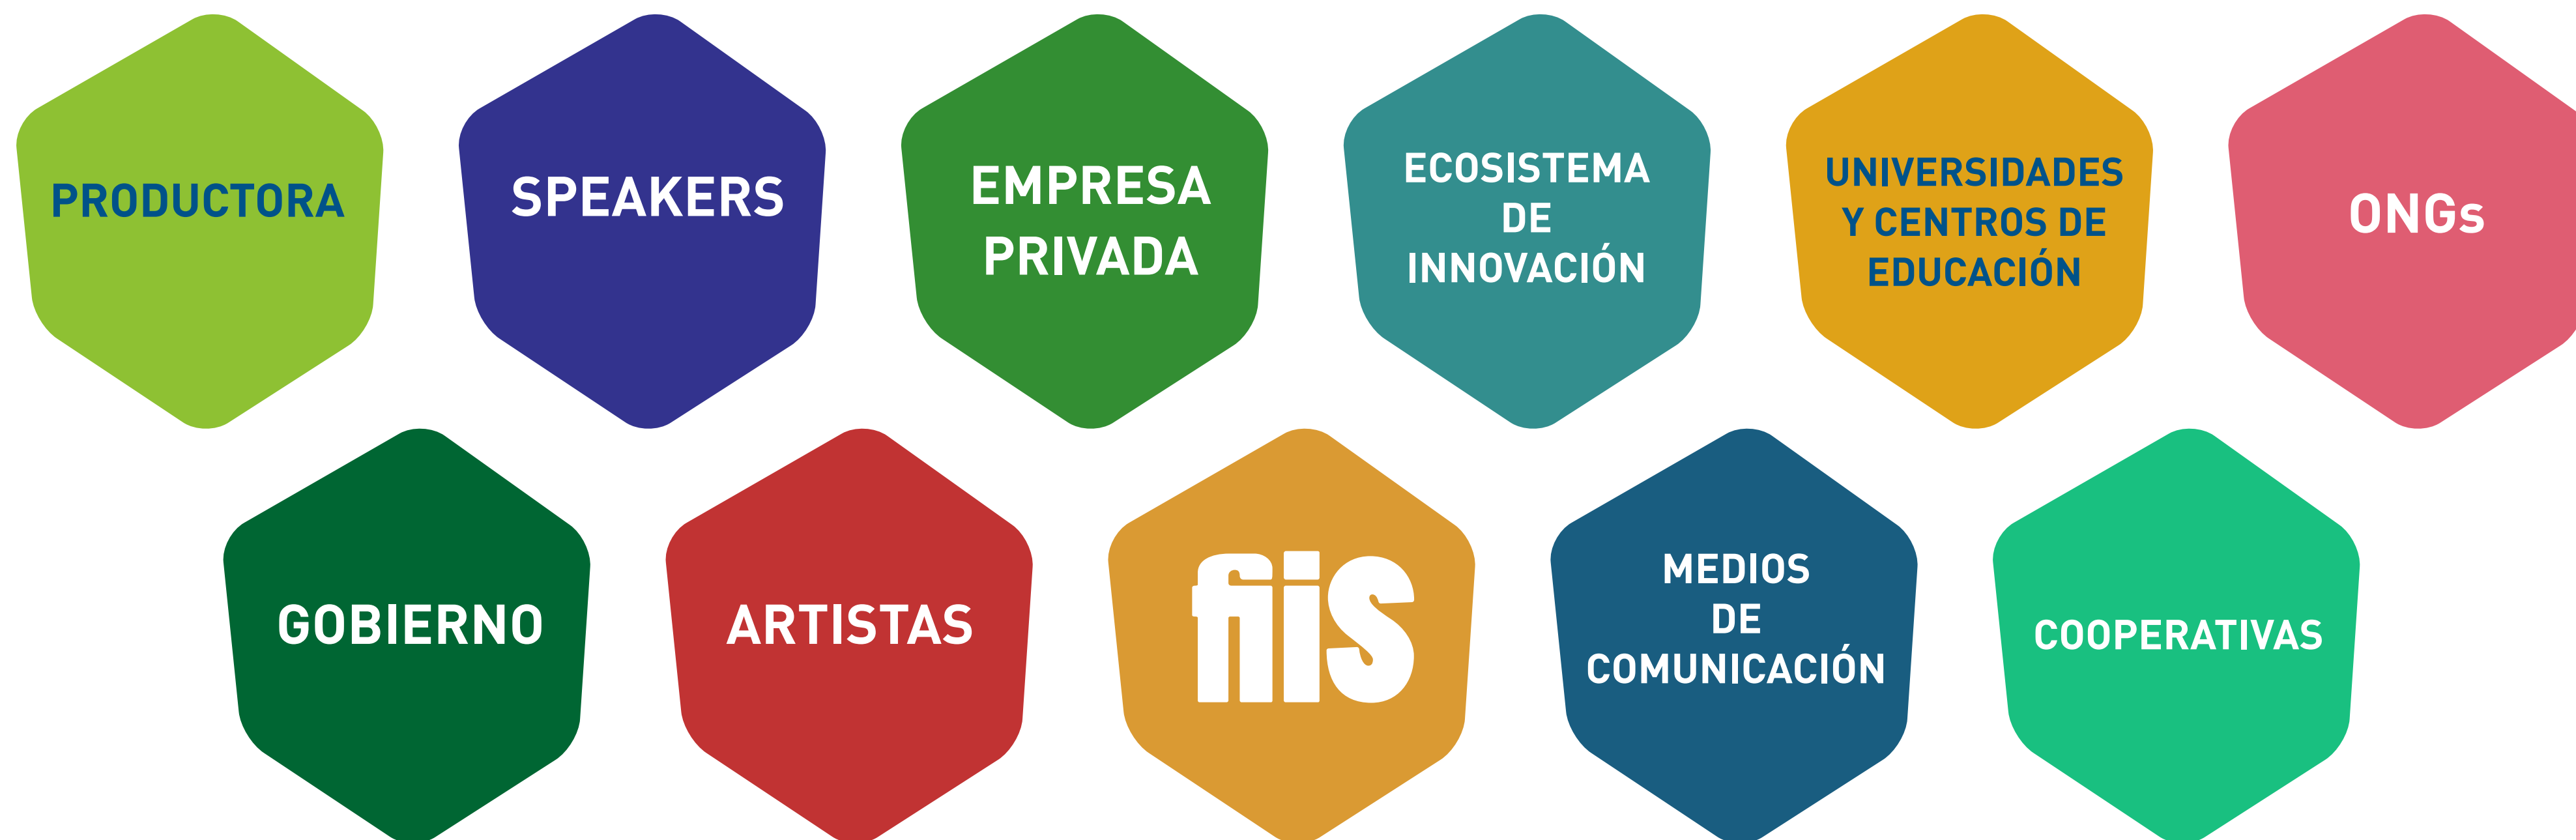 PRODUCTORA
SPEAKERS
EMPRESA
PRIVADA
ECOSISTEMA
DE
INNOVACIÓN
UNIVERSIDADES
Y CENTROS DE
EDUCACIÓN
ONGs
GOBIERNO
ARTISTAS
fiis
MEDIOS
DE
COMUNICACIÓN
COOPERATIVAS